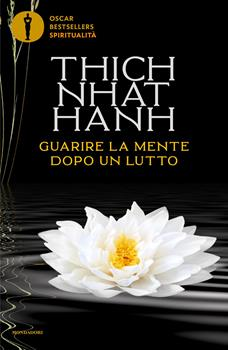 OSCAR
BESTSELLERS
SPIRITUALITÀ
THICH
NHAT
HANH
GUARIRE LA MENTE
DOPO UN LUTTO
MONDADORI